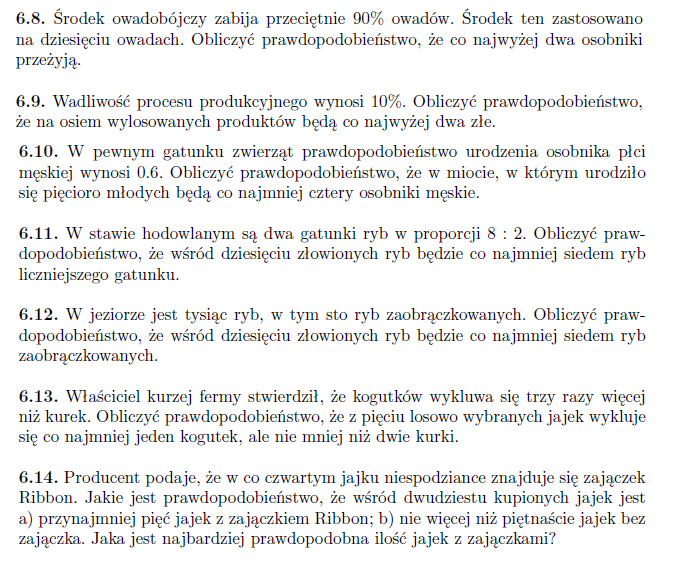 6.8. Środek owadobójczy zabija przeciętnie 90% owadów. Środek ten zastosowano
na dziesięciu owadach. Obliczyć prawdopodobieństwo, że co najwyżej dwa osobniki
przeżyją.
6.9. Wadliwość procesu produkcyjnego wynosi 10%. Obliczyć prawdopodobieństwo,
że na osiem wylosowanych produktów będą co najwyżej dwa złe.
6.10. W pewnym gatunku zwierząt prawdopodobieństwo urodzenia osobnika płci
męskiej wynosi 0.6. Obliczyć prawdopodobieństwo, że w miocie, w którym urodziło
się pięcioro młodych będą co najmniej cztery osobniki męskie.
6.11. W stawie hodowlanym są dwa gatunki ryb w proporcji 8 : 2. Obliczyć praw-
dopodobieństwo, że wśród dziesięciu złowionych ryb będzie co najmniej siedem ryb
liczniejszego gatunku.
6.12. W jeziorze jest tysiąc ryb, w tym sto ryb zaobrączkowanych. Obliczyć praw-
dopodobieństwo, że wśród dziesięciu złowionych ryb będzie co najmniej siedem ryb
zaobrączkowanych.
6.13. Właściciel kurzej fermy stwierdził, że kogutków wykluwa się trzy razy więcej
niż kurek. Obliczyć prawdopodobieństwo, że z pięciu losowo wybranych jajek wykluje
się co najmniej jeden kogutek, ale nie mniej niż dwie kurki.
6.14. Producent podaje, że w co czwartym jajku niespodziance znajduje się zajączek
Ribbon. Jakie jest prawdopodobieństwo, że wśród dwudziestu kupionych jajek jest
a) przynajmniej pięć jajek z zajączkiem Ribbon; b) nie więcej niż piętnaście jajek bez
zajączka. Jaka jest najbardziej prawdopodobna ilość jajek z zajączkami?